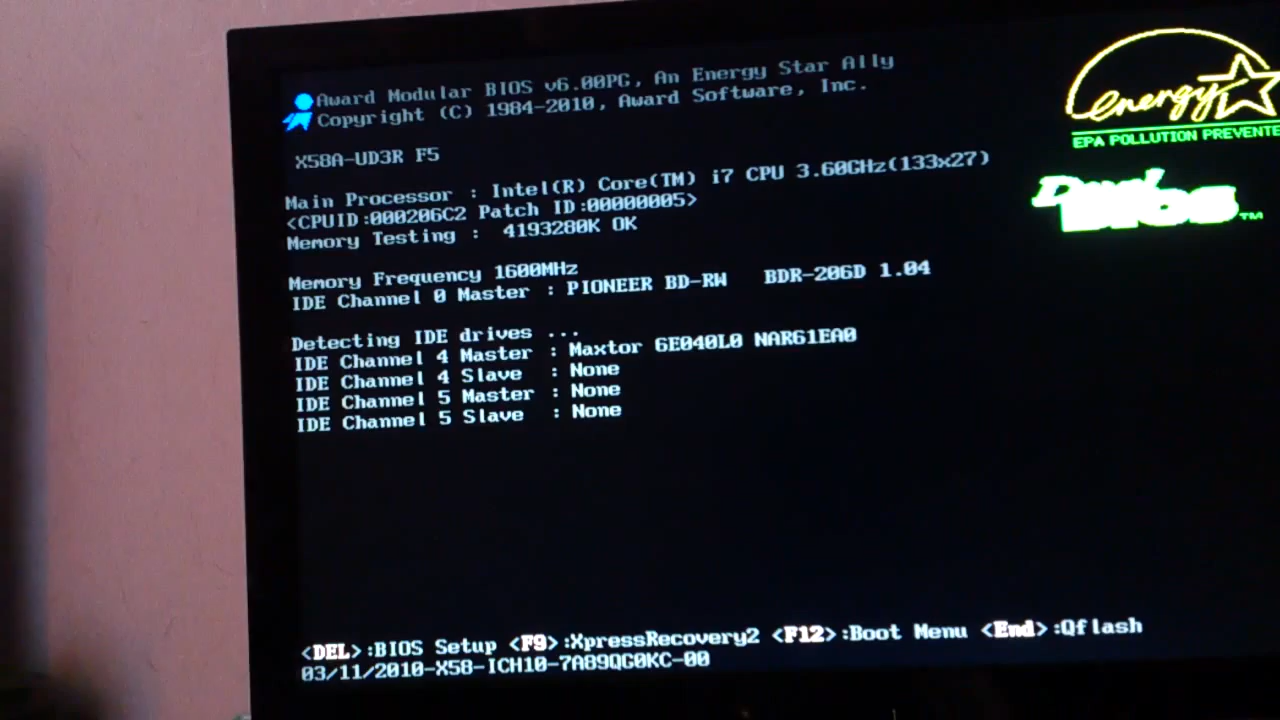 Award Modular BIOS v6.00PG, An Energy Star Ally
Copyright (C) 1984-2010, Award Software, Inc.
energy
EPA POLLUTION PREVENTE
X58A-UD3R F5
Dual BIOS™
Main Processor : Intel(R) Core(TM) i7 CPU 3.60GHz(133x27)
<CPUID:000206C2 Patch ID:00000005>
Memory Testing : 4193280K OK
Memory Frequency 1600MHz
IDE Channel 0 Master : PIONEER BD-RW BDR-206D 1.04
Detecting IDE drives ...
IDE Channel 4 Master : Maxtor 6E040L0 NAR61EA0
IDE Channel 4 Slave : None
IDE Channel 5 Master : None
IDE Channel 5 Slave : None
<DEL>:BIOS Setup <F9>:XpressRecovery2 <F12>:Boot Menu <End>:Qflash
03/11/2010-X58-ICH10-7A89QG0KC-00